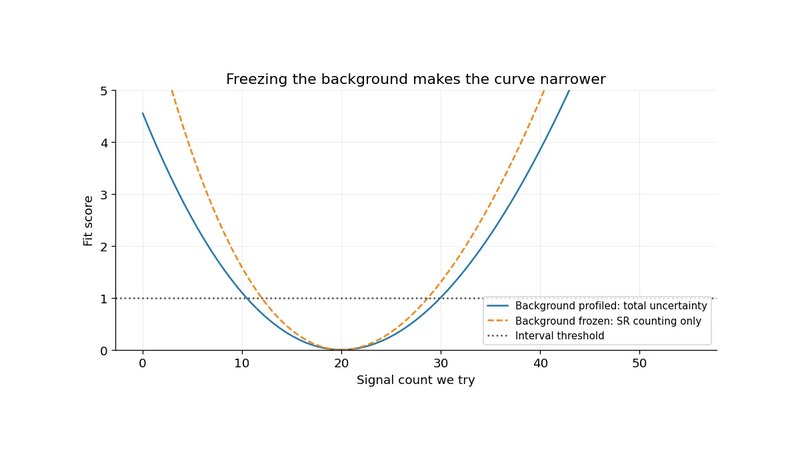 Freezing the background makes the curve narrower
5
4
3
2
1
0
Fit score
Background profiled: total uncertainty
Background frozen: SR counting only
Interval threshold
0 10 20 30 40 50
Signal count we try